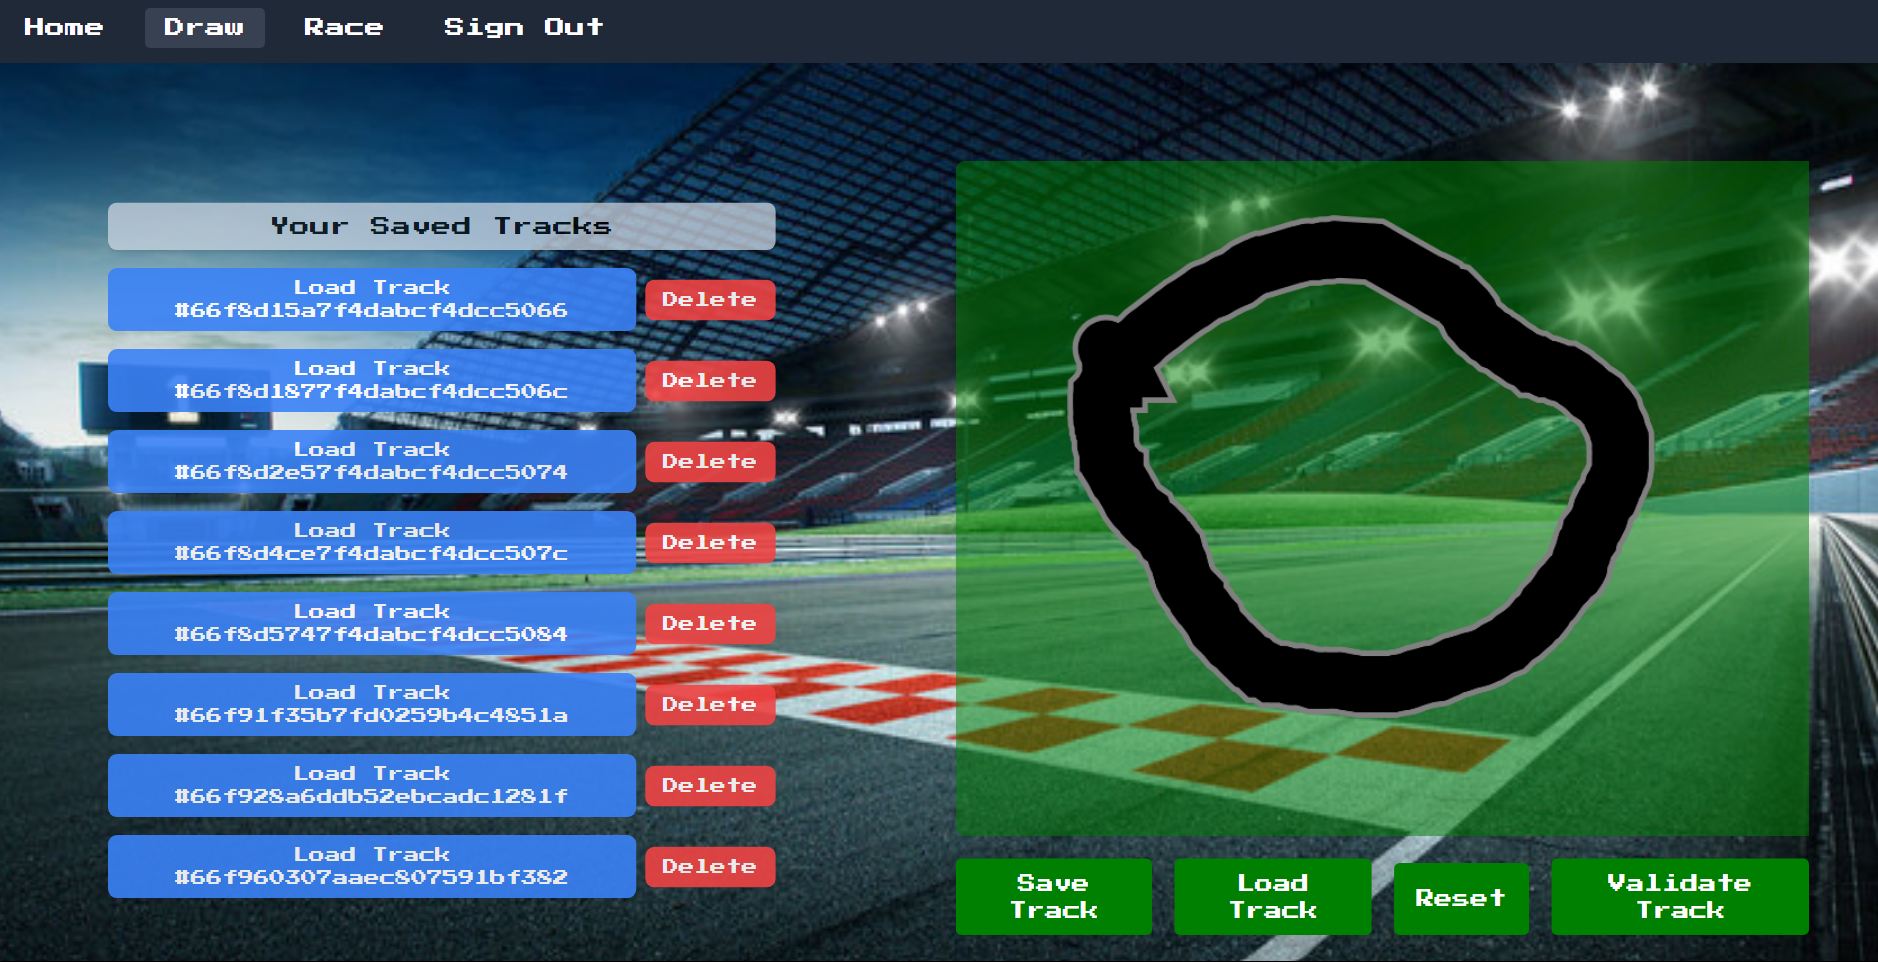 Home Draw Race Sign Out
Your Saved Tracks
Load Track
#66f8d15a7f4dabcf4dcc5066
Delete
Load Track
#66f8d1877f4dabcf4dcc506c
Delete
Load Track
#66f8d2e57f4dabcf4dcc5074
Delete
Load Track
#66f8d4ce7f4dabcf4dcc507c
Delete
Load Track
#66f8d5747f4dabcf4dcc5084
Delete
Load Track
#66f91f35b7fd0259b4c4851a
Delete
Load Track
#66f928a6ddb52ebcadc1281f
Delete
Load Track
#66f960307aaec807591bf382
Delete
Save
Track
Load
Track
Reset
Validate
Track